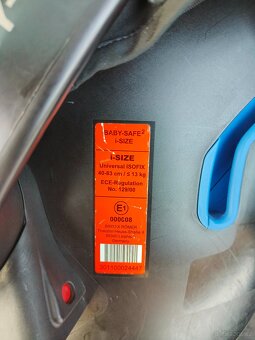 BABY-SAFE²
i-SIZE
i-SIZE
Universal ISOFIX
40-83 cm / ≤ 13 kg
ECE-Regulation
No. 129/00
E1
000008
BRITAX RÖMER
Germany